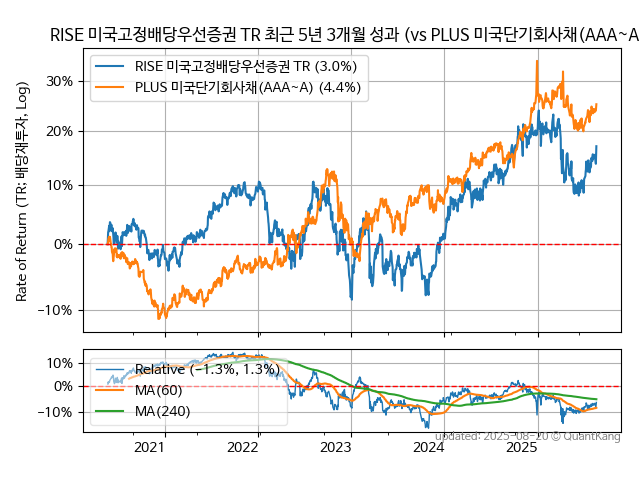 RISE 미국고정배당우선증권 TR 최근 5년 3개월 성과 (vs PLUS 미국단기회사채(AAA~A
Rate of Return (TR: 배당재투자, Log)
30%
20%
10%
0%
−10%
RISE 미국고정배당우선증권 TR (3.0%)
PLUS 미국단기회사채(AAA~A) (4.4%)
10%
0%
−10%
Relative (−1.3%, 1.3%)
MA(60)
MA(240)
2021 2022 2023 2024 2025
updated: 2025-08-20 © QuantKang